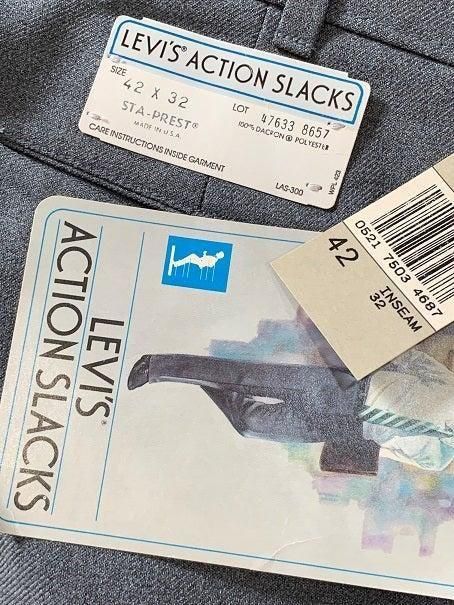 LEVI'S® ACTION SLACKS
SIZE
42 X 32
LOT 47633 8657
STA-PREST®
100% DACRON® POLYESTER
MADE IN U.S.A
CARE INSTRUCTIONS INSIDE GARMENT
LAS-300
LEVI'S®
ACTION SLACKS
42
INSEAM
32
0521 7503 4687